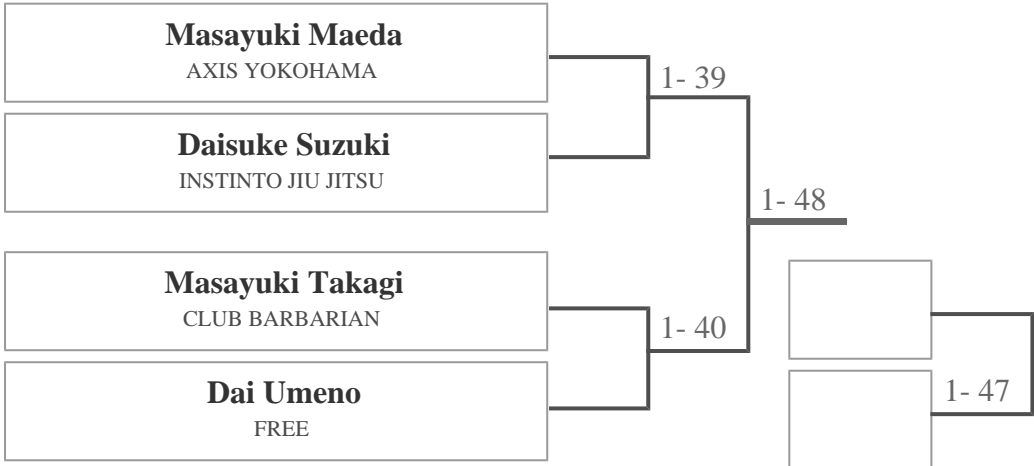 Masayuki Maeda
AXIS YOKOHAMA
1- 39
Daisuke Suzuki
INSTINTO JIU JITSU
1- 48
Masayuki Takagi
CLUB BARBARIAN
1- 40
Dai Umeno
FREE
1- 47